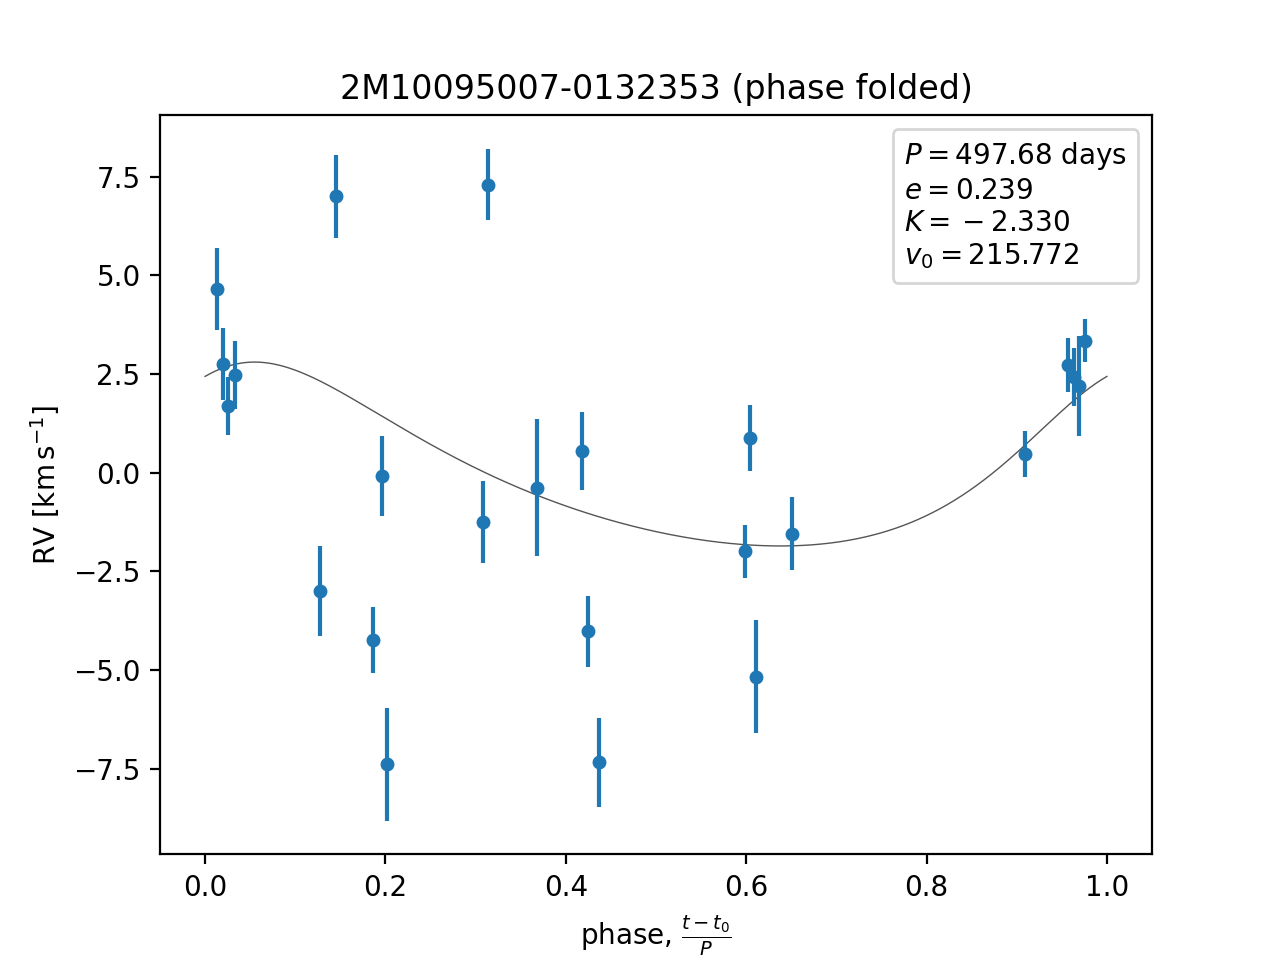 2M10095007-0132353 (phase folded)
P = 497.68 days
e = 0.239
K = −2.330
v₀ = 215.772
RV [km s⁻¹]
7.5
5.0
2.5
0.0
−2.5
−5.0
−7.5
0.0 0.2 0.4 0.6 0.8 1.0
phase, (t − t₀)/P